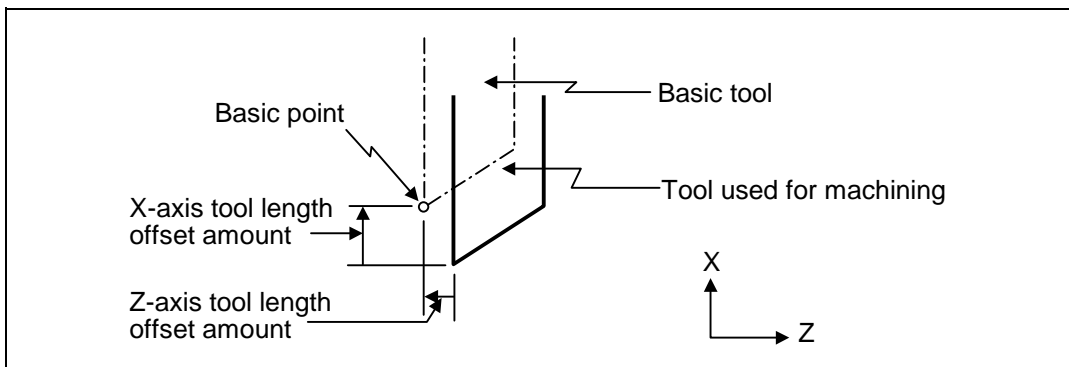 Basic tool
Basic point
Tool used for machining
X-axis tool length
offset amount
Z-axis tool length
offset amount
X
Z